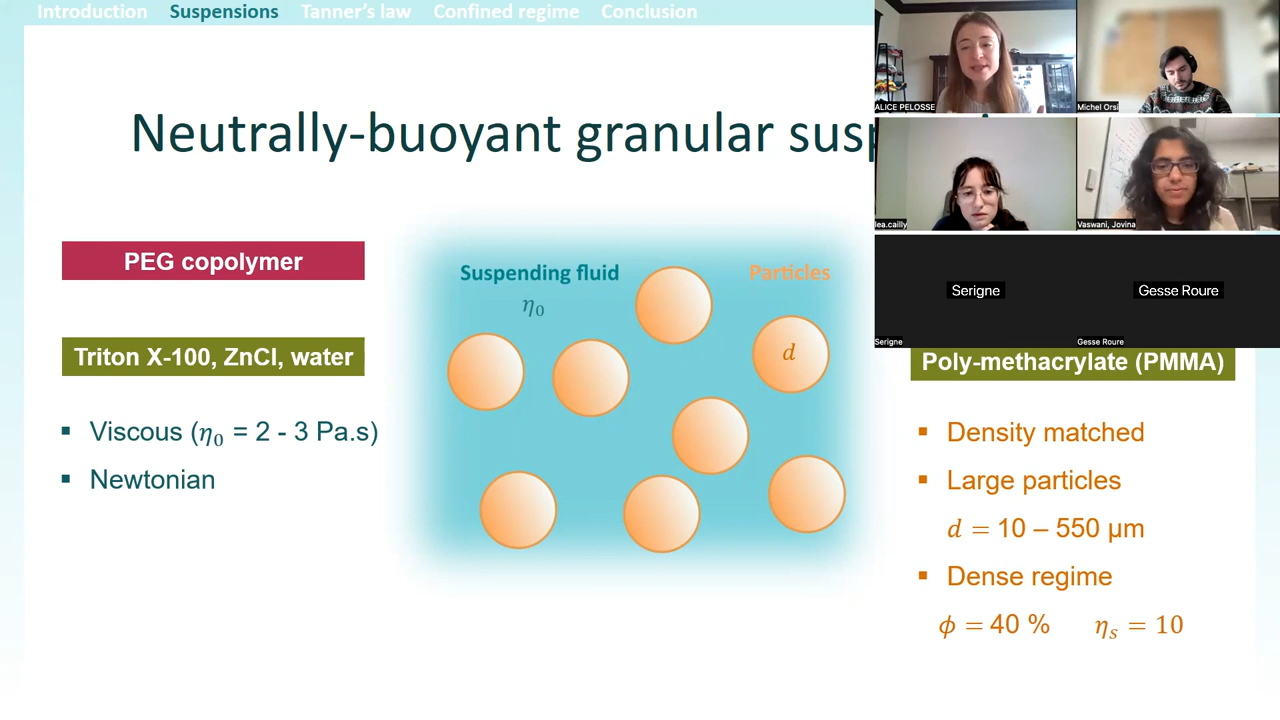 Introduction Suspensions Tanner's law Confined regime Conclusion
Neutrally-buoyant granular susp
PEG copolymer
Triton X-100, ZnCl, water
▪ Viscous (η₀ = 2 - 3 Pa.s)
▪ Newtonian
Suspending fluid
η₀
Particles
d
ALICE PELOSSE
Michel Orsi
lea.cailly
Vaswani, Jovina
Serigne
Gesse Roure
Serigne
Gesse Roure
Poly-methacrylate (PMMA)
▪ Density matched
▪ Large particles
d = 10 – 550 µm
▪ Dense regime
ϕ = 40 % ηₛ = 10